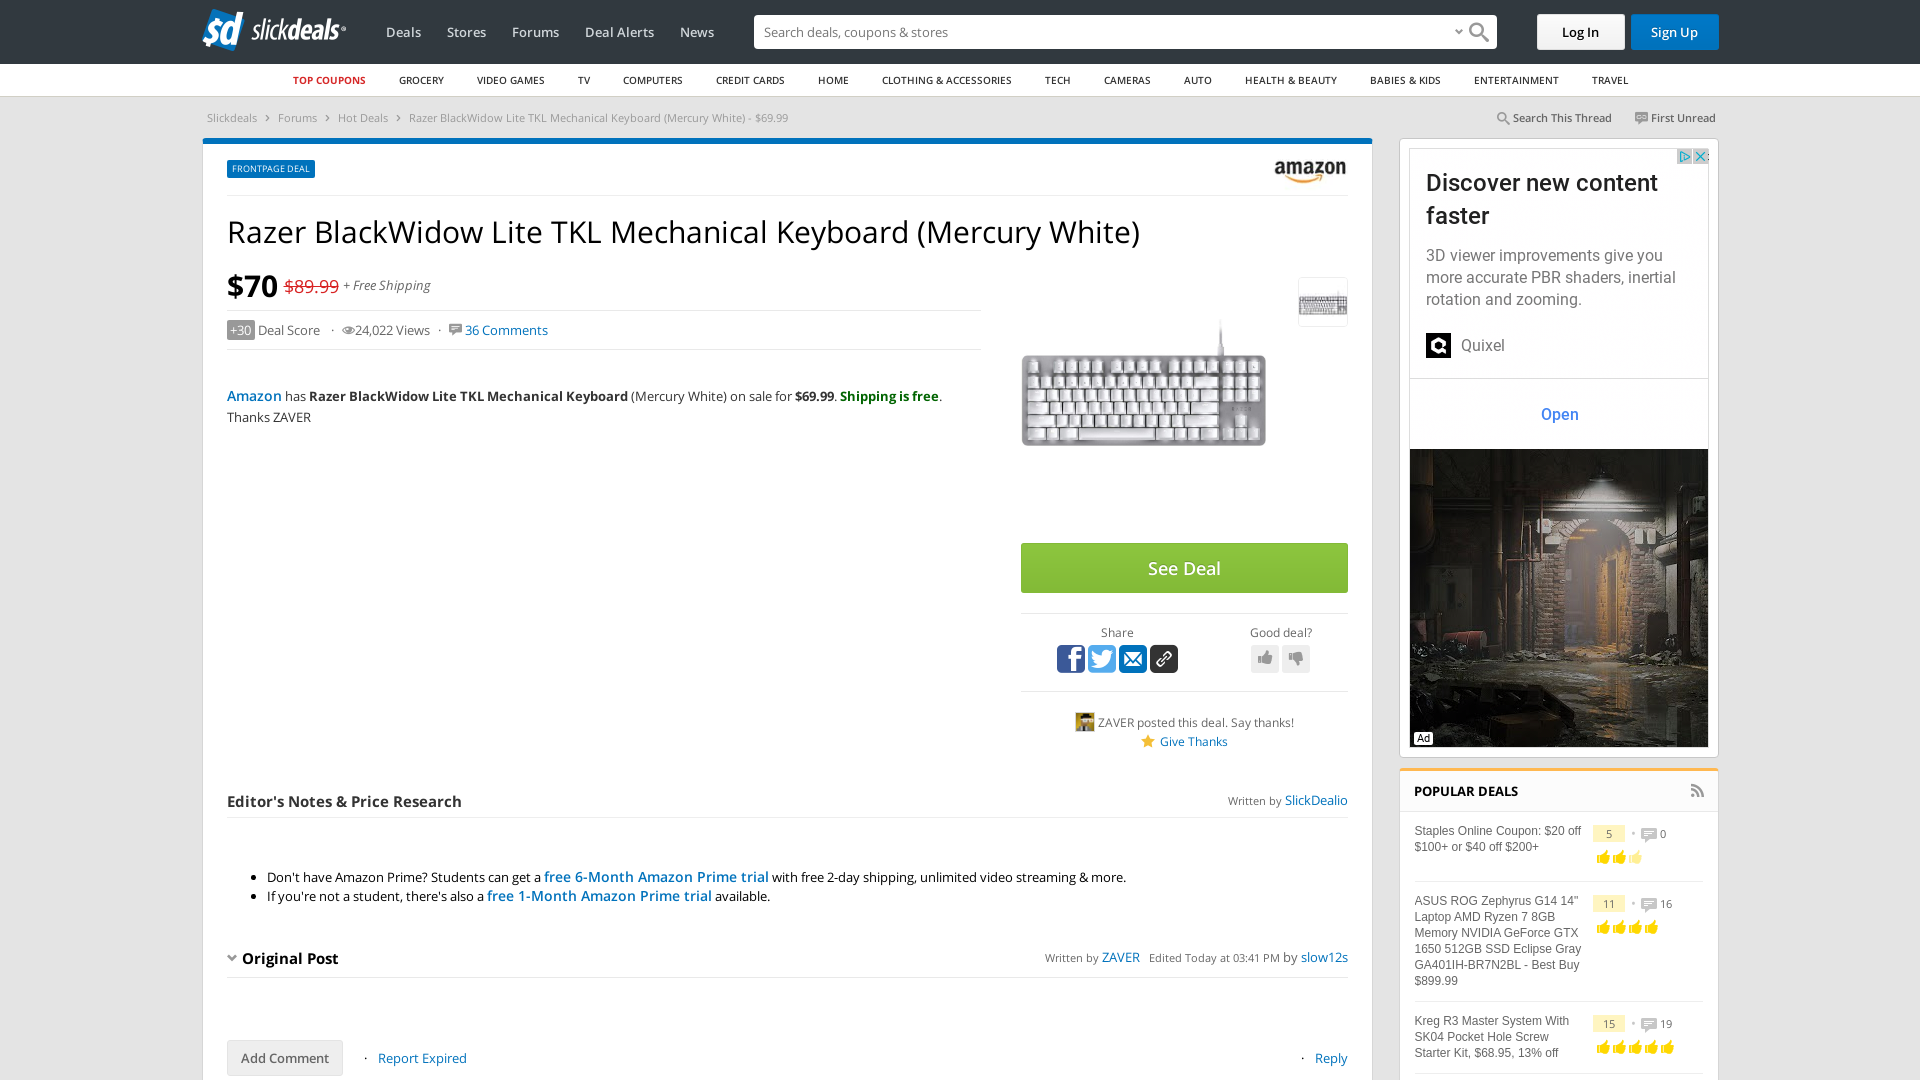 sd slickdeals
Deals Stores Forums Deal Alerts News
Search deals, coupons & stores
Log In Sign Up
TOP COUPONS GROCERY VIDEO GAMES TV COMPUTERS CREDIT CARDS HOME CLOTHING & ACCESSORIES TECH CAMERAS AUTO HEALTH & BEAUTY BABIES & KIDS ENTERTAINMENT TRAVEL
Slickdeals › Forums › Hot Deals › Razer BlackWidow Lite TKL Mechanical Keyboard (Mercury White) - $69.99
Search This Thread First Unread
FRONTPAGE DEAL
amazon
Razer BlackWidow Lite TKL Mechanical Keyboard (Mercury White)
$70 $89.99 + Free Shipping
+30 Deal Score · 24,022 Views · 36 Comments
Amazon has Razer BlackWidow Lite TKL Mechanical Keyboard (Mercury White) on sale for $69.99. Shipping is free.
Thanks ZAVER
See Deal
Share
Good deal?
ZAVER posted this deal. Say thanks!
Give Thanks
Editor's Notes & Price Research
Written by SlickDealio
• Don't have Amazon Prime? Students can get a free 6-Month Amazon Prime trial with free 2-day shipping, unlimited video streaming & more.
• If you're not a student, there's also a free 1-Month Amazon Prime trial available.
Original Post
Written by ZAVER Edited Today at 03:41 PM by slow12s
Add Comment · Report Expired
· Reply
Discover new content
faster
3D viewer improvements give you
more accurate PBR shaders, inertial
rotation and zooming.
Quixel
Open
Ad
POPULAR DEALS
Staples Online Coupon: $20 off
$100+ or $40 off $200+
5 • 0
ASUS ROG Zephyrus G14 14"
Laptop AMD Ryzen 7 8GB
Memory NVIDIA GeForce GTX
1650 512GB SSD Eclipse Gray
GA401IH-BR7N2BL - Best Buy
$899.99
11 • 16
Kreg R3 Master System With
SK04 Pocket Hole Screw
Starter Kit, $68.95, 13% off
15 • 19